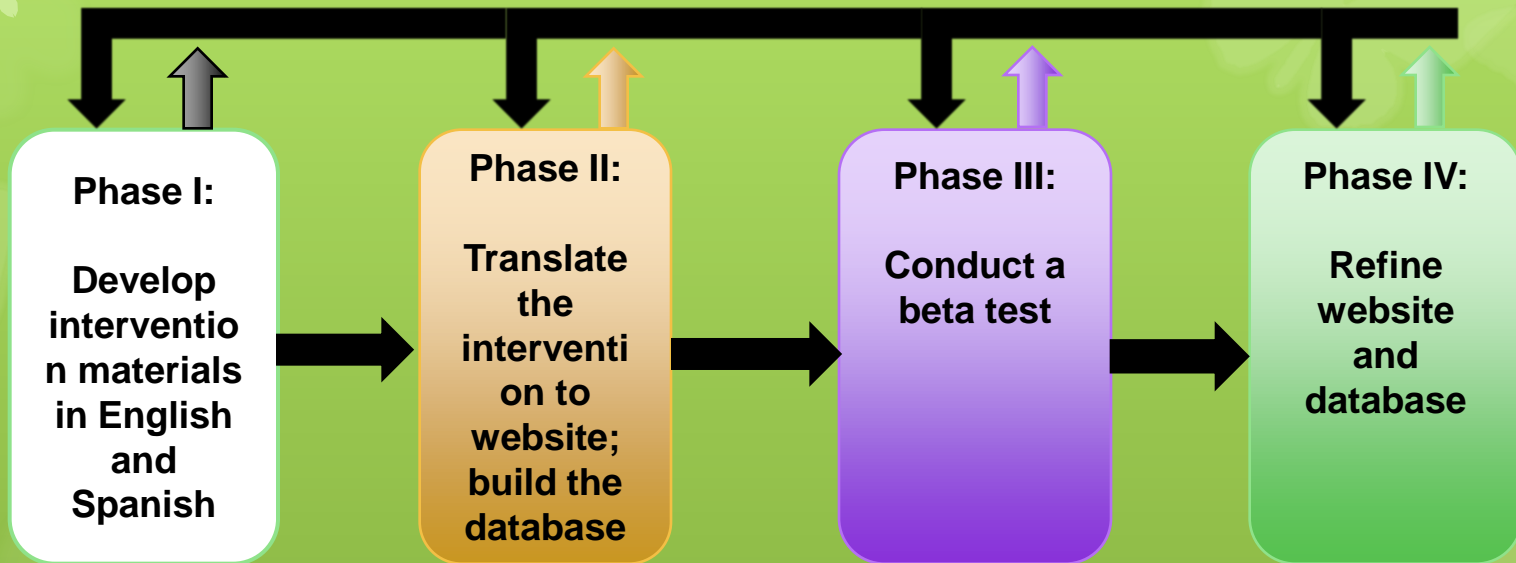 Phase I:
Develop
interventio
n materials
in English
and
Spanish
Phase II:
Translate
the
interventi
on to
website;
build the
database
Phase III:
Conduct a
beta test
Phase IV:
Refine
website
and
database